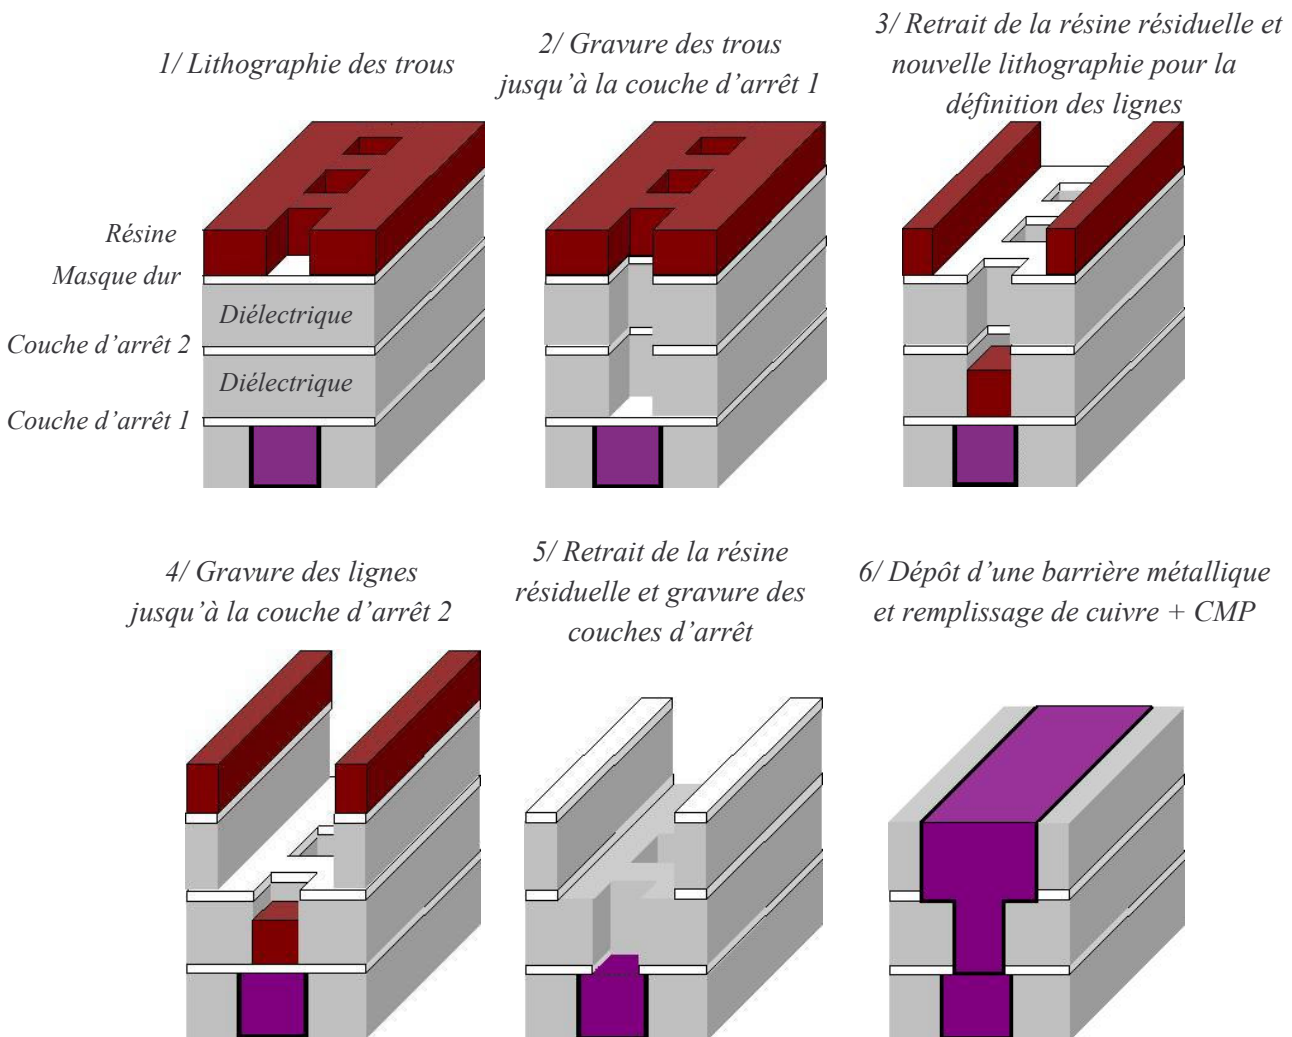 1/ Lithographie des trous
2/ Gravure des trous
jusqu’à la couche d’arrêt 1
3/ Retrait de la résine résiduelle et
nouvelle lithographie pour la
définition des lignes
Résine
Masque dur
Diélectrique
Couche d’arrêt 2
Diélectrique
Couche d’arrêt 1
4/ Gravure des lignes
jusqu’à la couche d’arrêt 2
5/ Retrait de la résine
résiduelle et gravure des
couches d’arrêt
6/ Dépôt d’une barrière métallique
et remplissage de cuivre + CMP